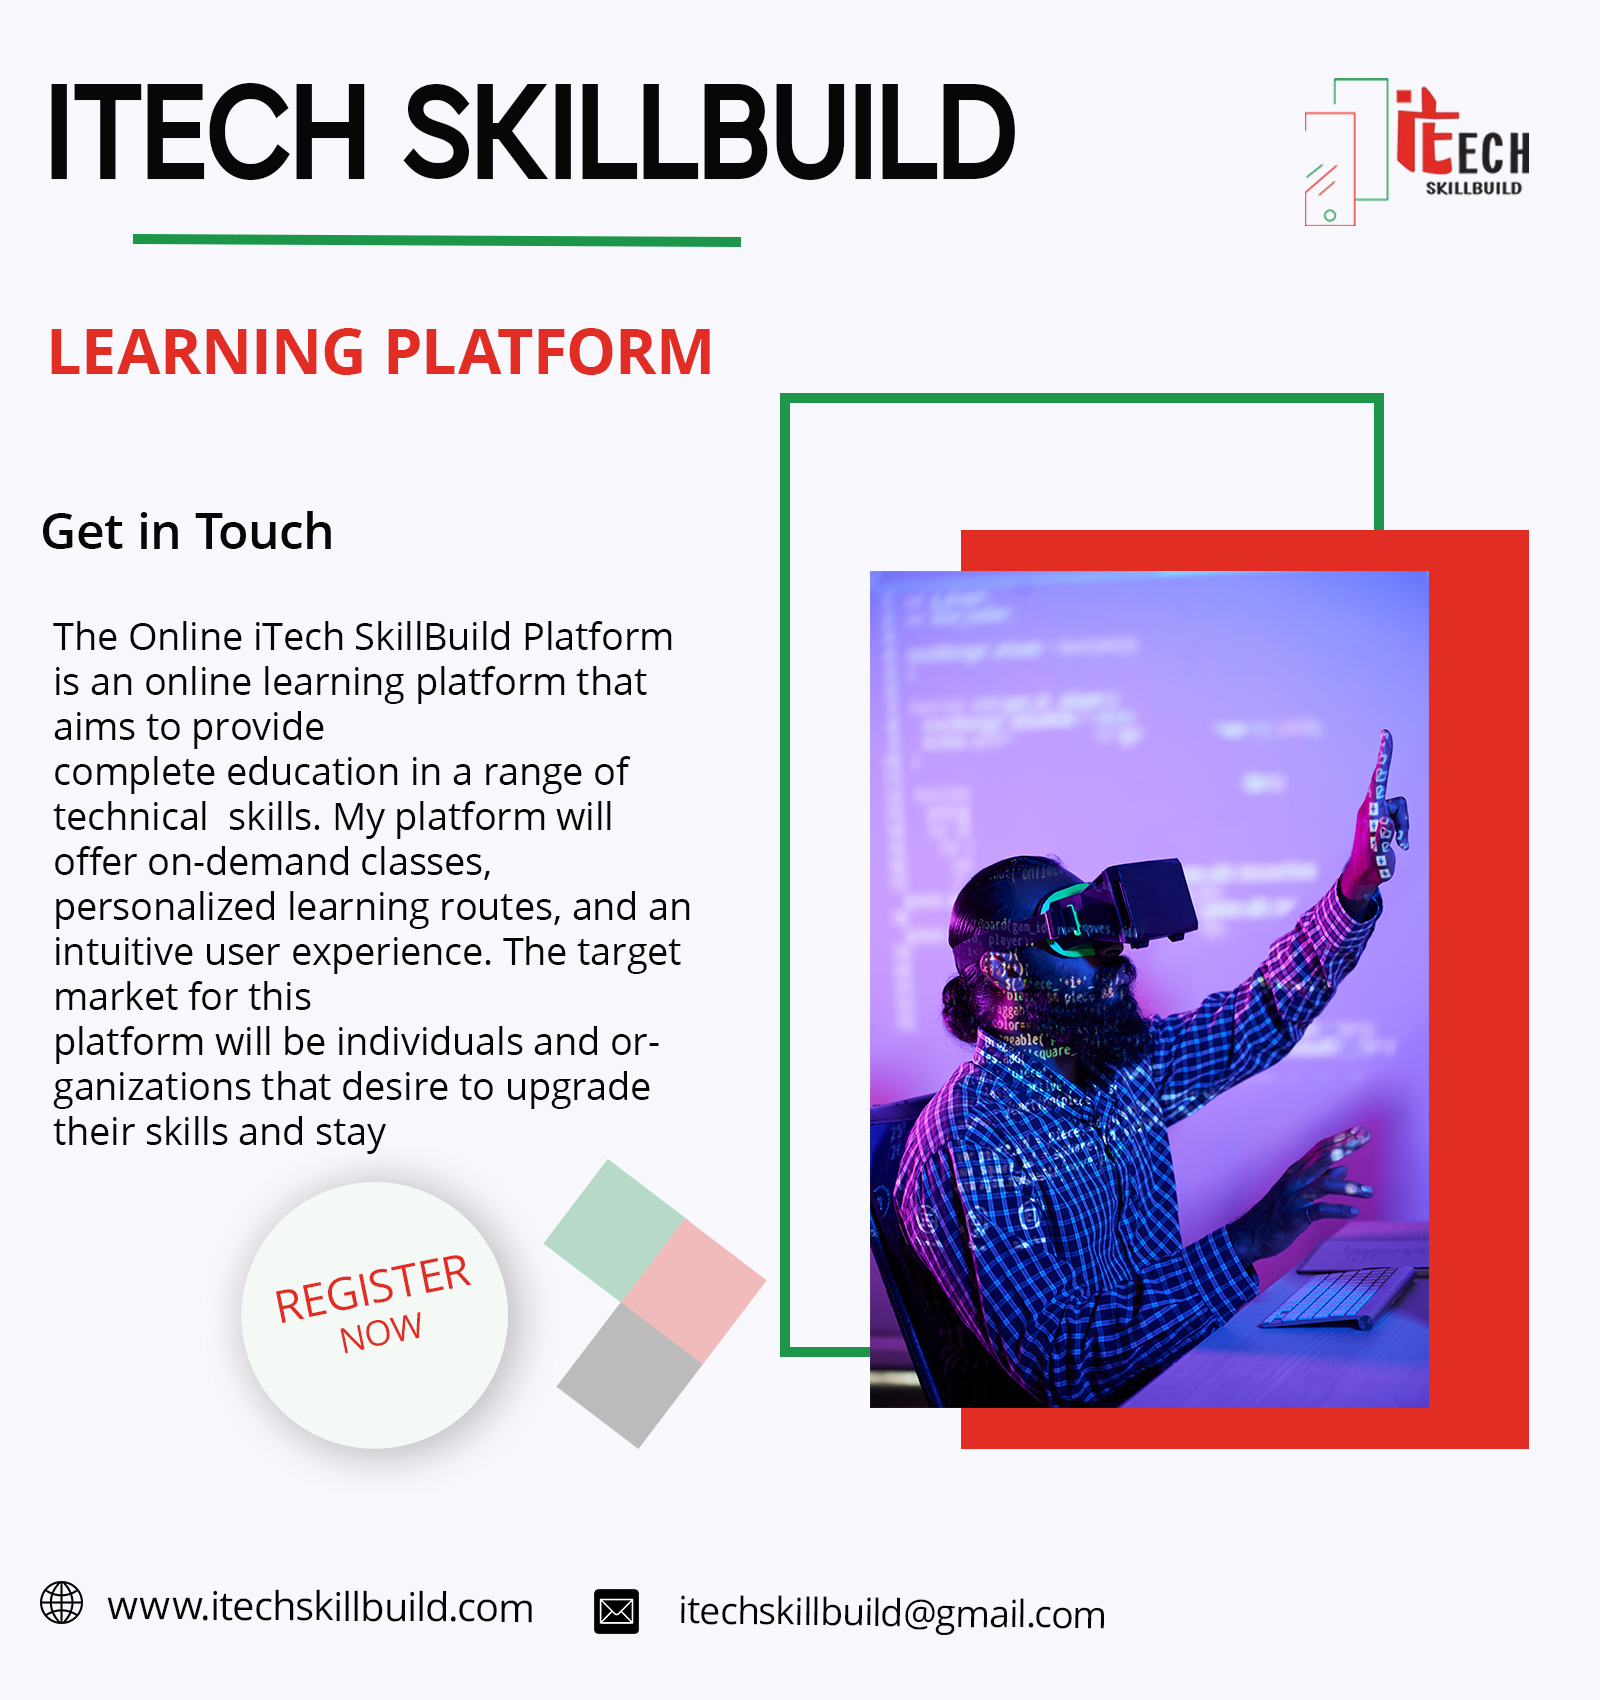 ITECH SKILLBUILD
itECH
SKILLBUILD
LEARNING PLATFORM
Get in Touch
The Online iTech SkillBuild Platform
is an online learning platform that
aims to provide
complete education in a range of
technical  skills. My platform will
offer on-demand classes,
personalized learning routes, and an
intuitive user experience. The target
market for this
platform will be individuals and or-
ganizations that desire to upgrade
their skills and stay
REGISTER
NOW
www.itechskillbuild.com
itechskillbuild@gmail.com